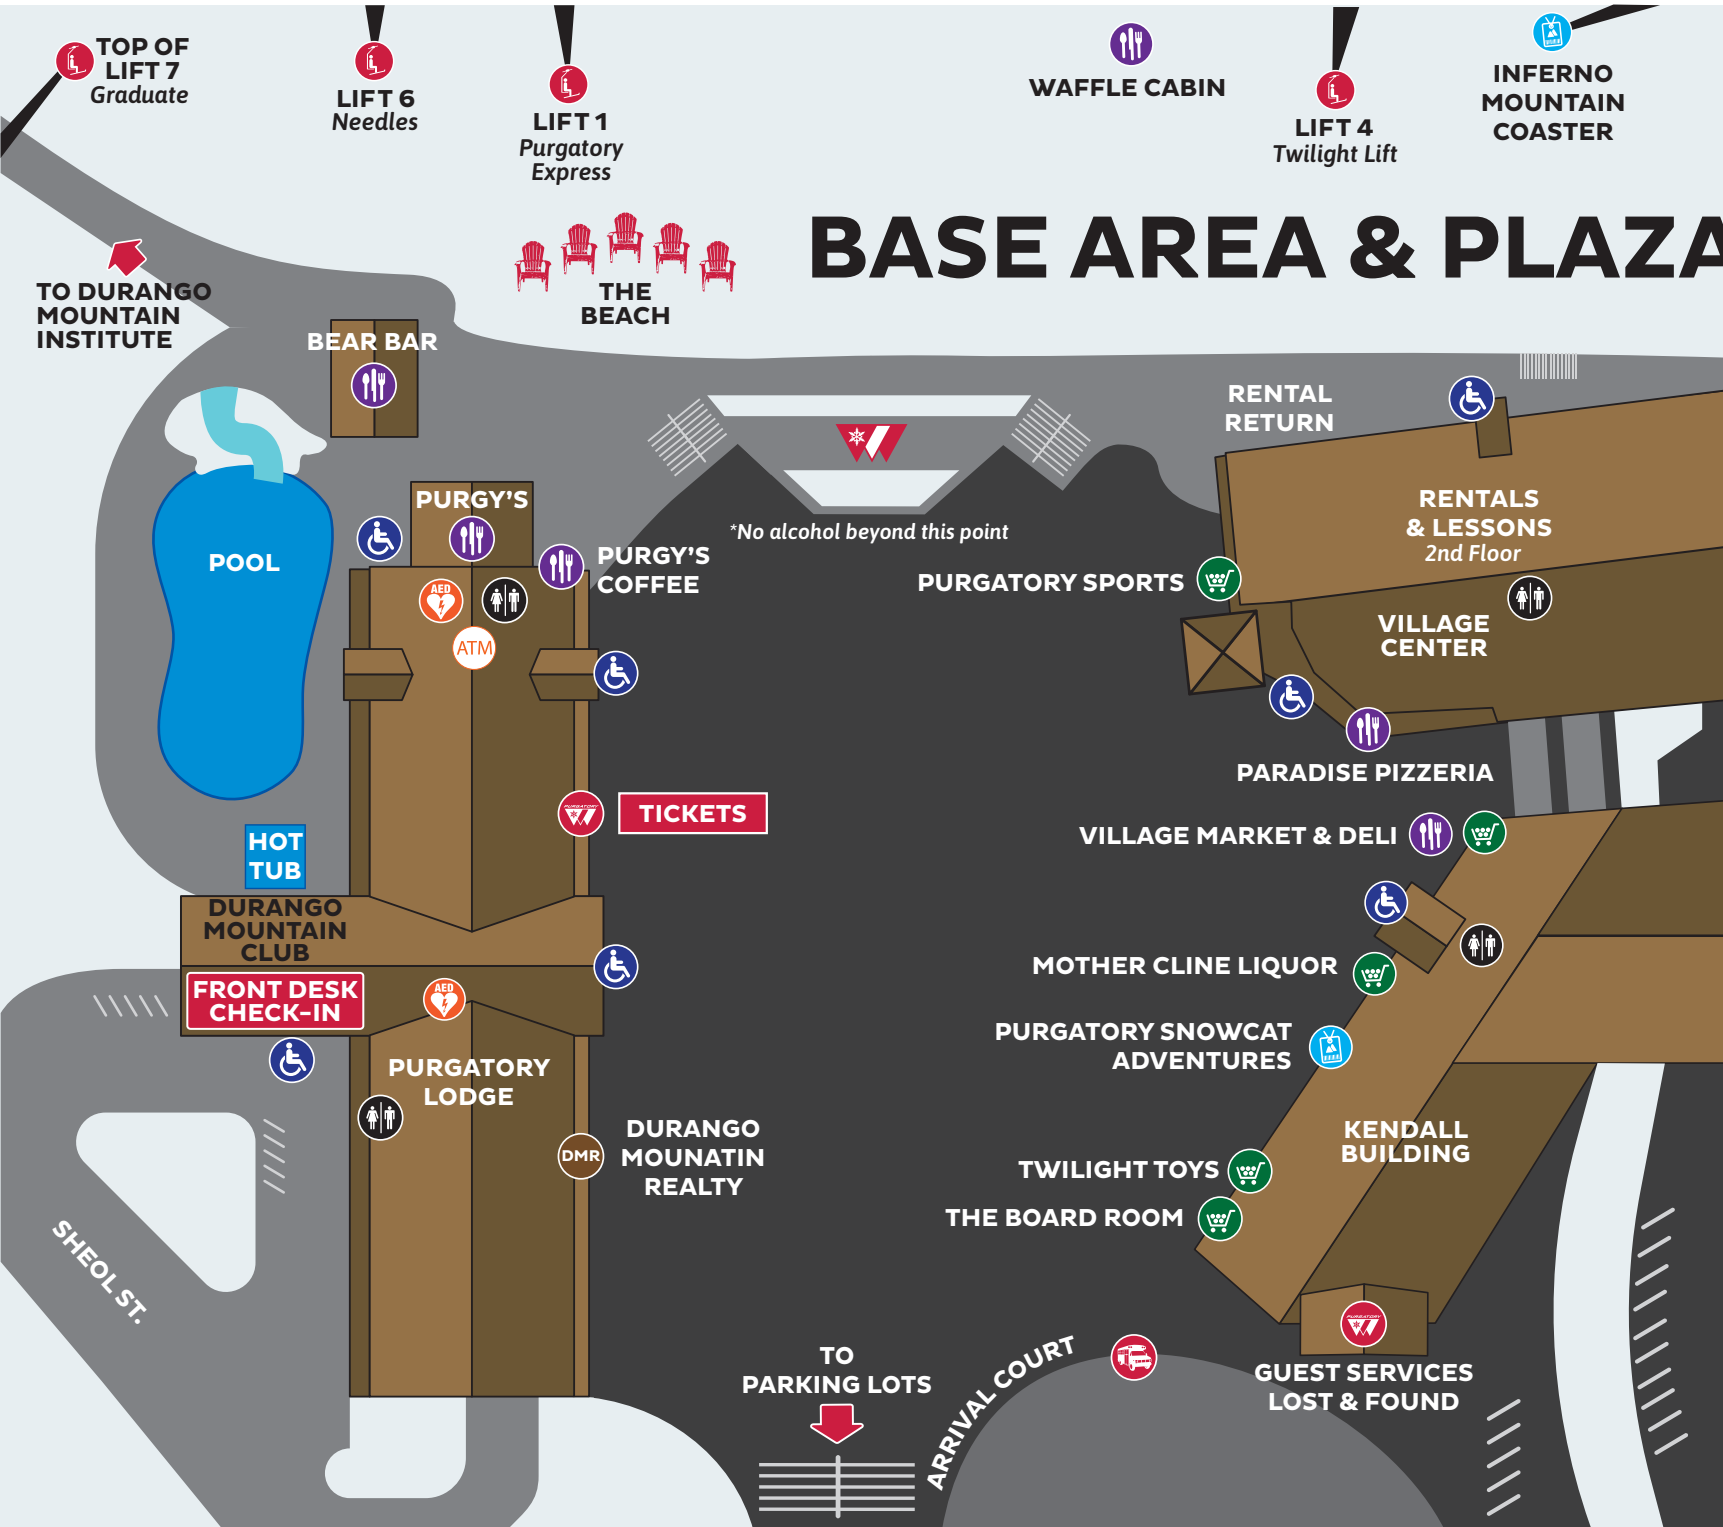 TOP OF
LIFT 7
Graduate
LIFT 6
Needles
LIFT 1
Purgatory
Express
WAFFLE CABIN
LIFT 4
Twilight Lift
INFERNO
MOUNTAIN
COASTER
BASE AREA & PLAZA
TO DURANGO
MOUNTAIN
INSTITUTE
THE
BEACH
BEAR BAR
RENTAL
RETURN
PURGY'S
*No alcohol beyond this point
RENTALS
& LESSONS
2nd Floor
POOL
PURGY'S
COFFEE
AED
ATM
PURGATORY SPORTS
VILLAGE
CENTER
PARADISE PIZZERIA
PURGATORY
TICKETS
VILLAGE MARKET & DELI
HOT
TUB
DURANGO
MOUNTAIN
CLUB
FRONT DESK
CHECK-IN
AED
MOTHER CLINE LIQUOR
PURGATORY SNOWCAT
ADVENTURES
PURGATORY
LODGE
DMR
DURANGO
MOUNATIN
REALTY
KENDALL
BUILDING
TWILIGHT TOYS
THE BOARD ROOM
SHEOL ST.
TO
PARKING LOTS
ARRIVAL COURT
PURGATORY
GUEST SERVICES
LOST & FOUND